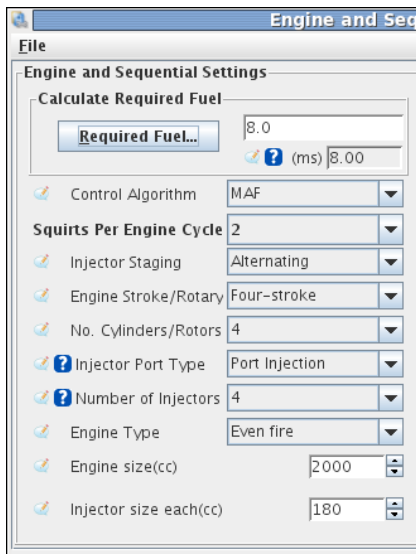 Engine and Seq
File
Engine and Sequential Settings
Calculate Required Fuel
Required Fuel...
8.0
(ms) 8.00
Control Algorithm MAF
Squirts Per Engine Cycle 2
Injector Staging Alternating
Engine Stroke/Rotary Four-stroke
No. Cylinders/Rotors 4
Injector Port Type Port Injection
Number of Injectors 4
Engine Type Even fire
Engine size(cc) 2000
Injector size each(cc) 180